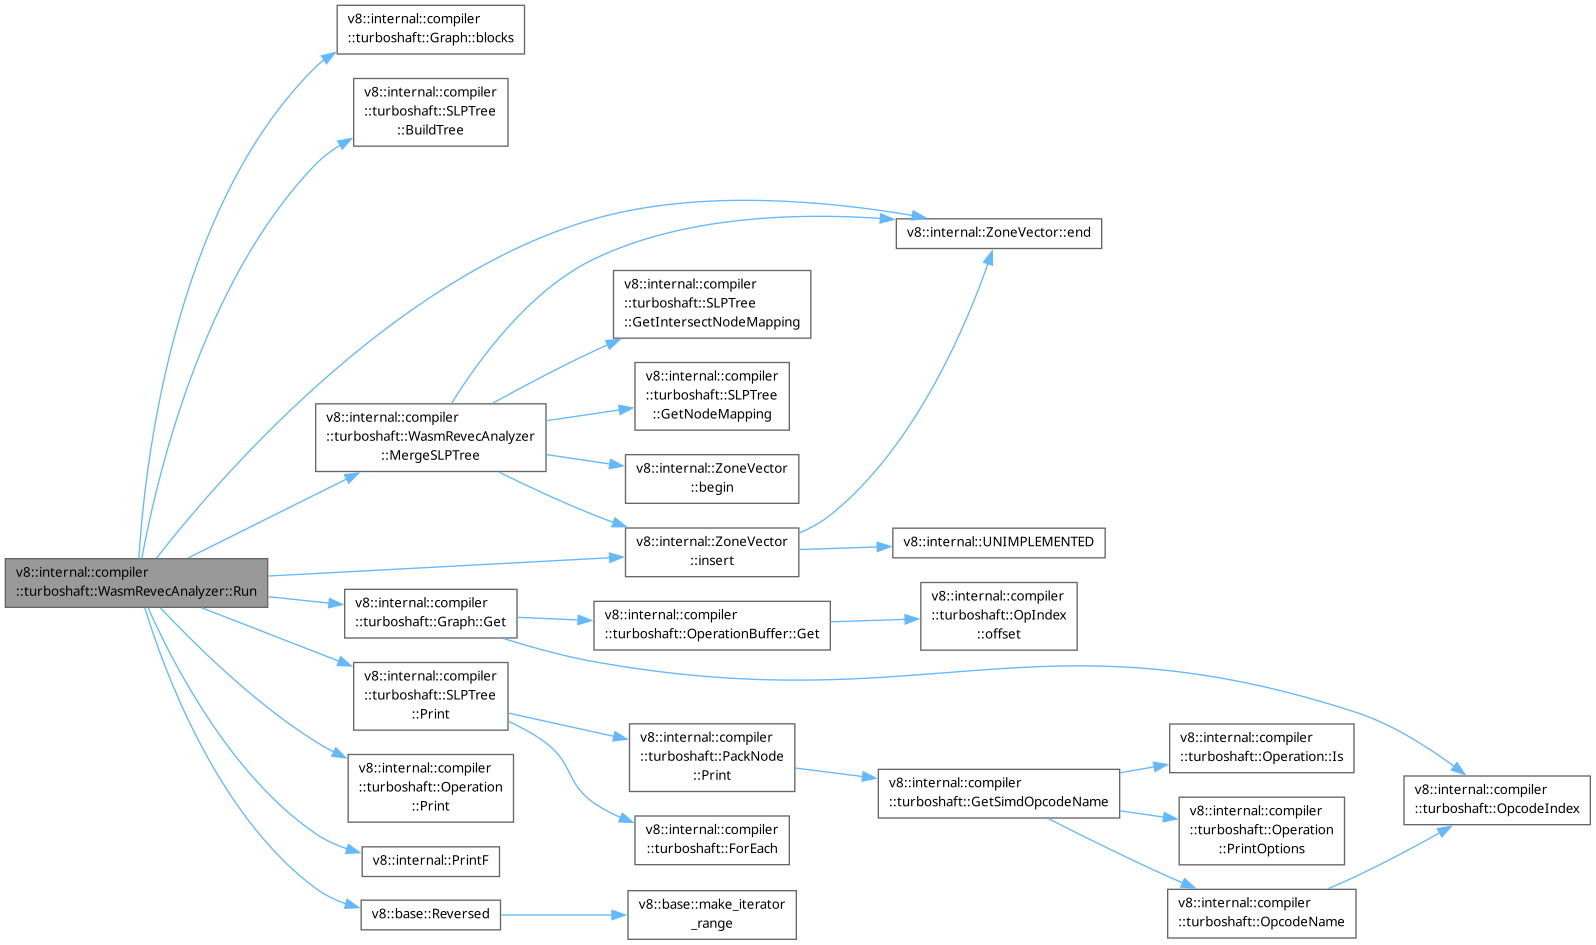 v8::internal::compiler
::turboshaft::Graph::blocks
v8::internal::compiler
::turboshaft::SLPTree
::BuildTree
v8::internal::ZoneVector::end
v8::internal::compiler
::turboshaft::SLPTree
::GetIntersectNodeMapping
v8::internal::compiler
::turboshaft::SLPTree
::GetNodeMapping
v8::internal::compiler
::turboshaft::WasmRevecAnalyzer
::MergeSLPTree
v8::internal::ZoneVector
::begin
v8::internal::ZoneVector
::insert
v8::internal::UNIMPLEMENTED
v8::internal::compiler
::turboshaft::WasmRevecAnalyzer::Run
v8::internal::compiler
::turboshaft::Graph::Get
v8::internal::compiler
::turboshaft::OperationBuffer::Get
v8::internal::compiler
::turboshaft::OpIndex
::offset
v8::internal::compiler
::turboshaft::SLPTree
::Print
v8::internal::compiler
::turboshaft::PackNode
::Print
v8::internal::compiler
::turboshaft::GetSimdOpcodeName
v8::internal::compiler
::turboshaft::Operation::Is
v8::internal::compiler
::turboshaft::OpcodeIndex
v8::internal::compiler
::turboshaft::Operation
::Print
v8::internal::compiler
::turboshaft::ForEach
v8::internal::compiler
::turboshaft::Operation
::PrintOptions
v8::internal::PrintF
v8::base::Reversed
v8::base::make_iterator
_range
v8::internal::compiler
::turboshaft::OpcodeName